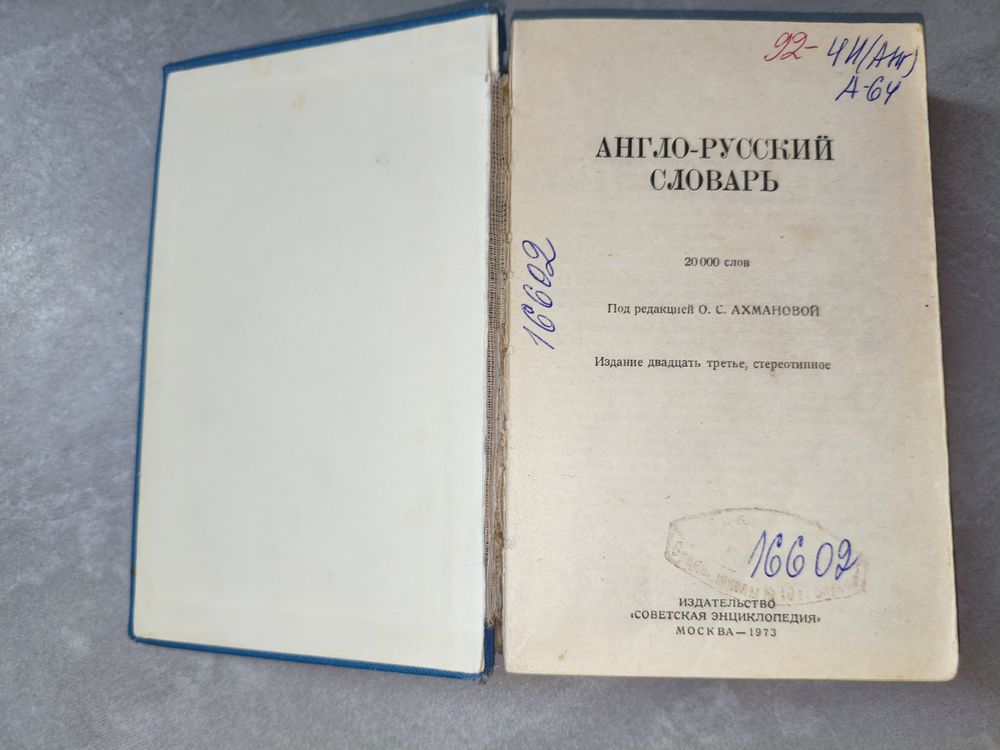 92- 4И(Анг)
А-64
АНГЛО-РУССКИЙ
СЛОВАРЬ
20 000 слов
Под редакцией О. С. АХМАНОВОЙ
Издание двадцать третье, стереотипное
16602
16602
ИЗДАТЕЛЬСТВО
«СОВЕТСКАЯ ЭНЦИКЛОПЕДИЯ»
МОСКВА — 1973